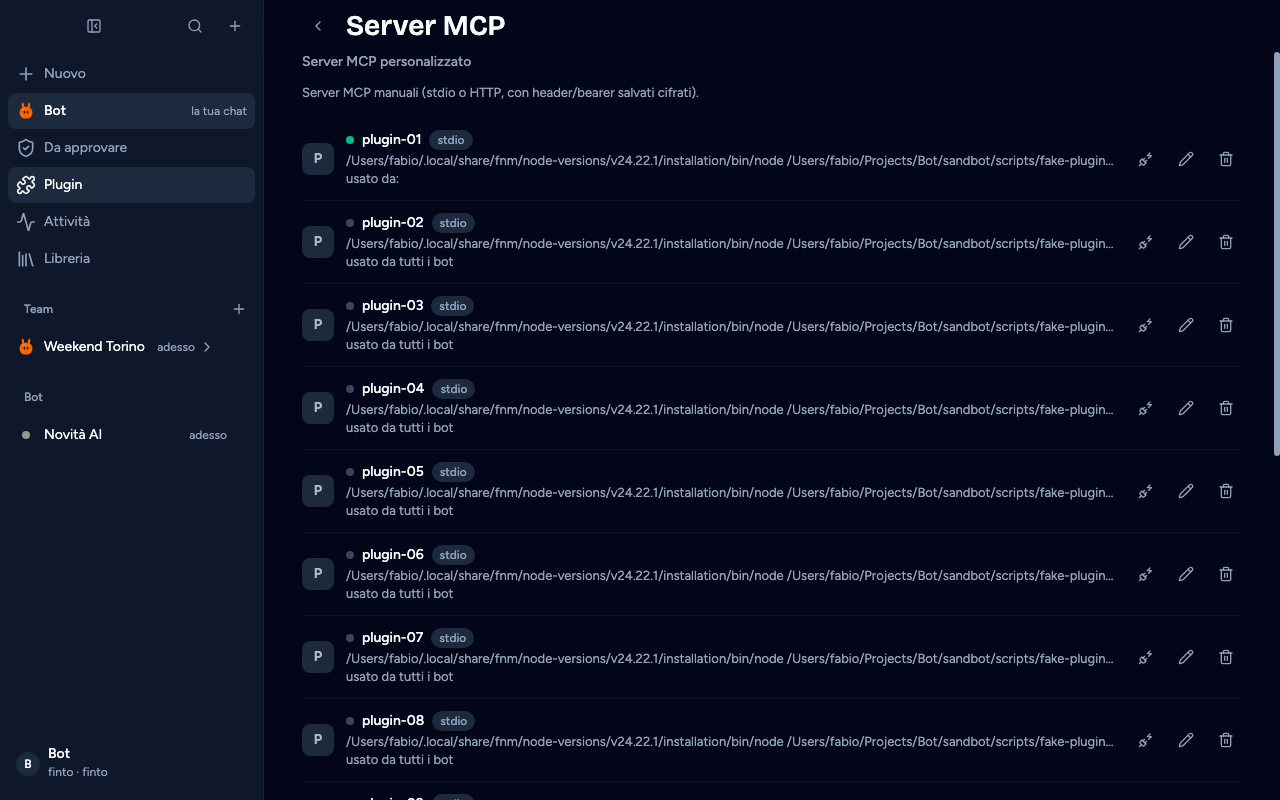 Nuovo
Bot la tua chat
Da approvare
Plugin
Attività
Libreria
Team
Weekend Torino adesso
Bot
Novità AI adesso
B
Bot
finto · finto
Server MCP
Server MCP personalizzato
Server MCP manuali (stdio o HTTP, con header/bearer salvati cifrati).
P
plugin-01 stdio
/Users/fabio/.local/share/fnm/node-versions/v24.22.1/installation/bin/node /Users/fabio/Projects/Bot/sandbot/scripts/fake-plugin...
usato da:
P
plugin-02 stdio
/Users/fabio/.local/share/fnm/node-versions/v24.22.1/installation/bin/node /Users/fabio/Projects/Bot/sandbot/scripts/fake-plugin...
usato da tutti i bot
P
plugin-03 stdio
/Users/fabio/.local/share/fnm/node-versions/v24.22.1/installation/bin/node /Users/fabio/Projects/Bot/sandbot/scripts/fake-plugin...
usato da tutti i bot
P
plugin-04 stdio
/Users/fabio/.local/share/fnm/node-versions/v24.22.1/installation/bin/node /Users/fabio/Projects/Bot/sandbot/scripts/fake-plugin...
usato da tutti i bot
P
plugin-05 stdio
/Users/fabio/.local/share/fnm/node-versions/v24.22.1/installation/bin/node /Users/fabio/Projects/Bot/sandbot/scripts/fake-plugin...
usato da tutti i bot
P
plugin-06 stdio
/Users/fabio/.local/share/fnm/node-versions/v24.22.1/installation/bin/node /Users/fabio/Projects/Bot/sandbot/scripts/fake-plugin...
usato da tutti i bot
P
plugin-07 stdio
/Users/fabio/.local/share/fnm/node-versions/v24.22.1/installation/bin/node /Users/fabio/Projects/Bot/sandbot/scripts/fake-plugin...
usato da tutti i bot
P
plugin-08 stdio
/Users/fabio/.local/share/fnm/node-versions/v24.22.1/installation/bin/node /Users/fabio/Projects/Bot/sandbot/scripts/fake-plugin...
usato da tutti i bot